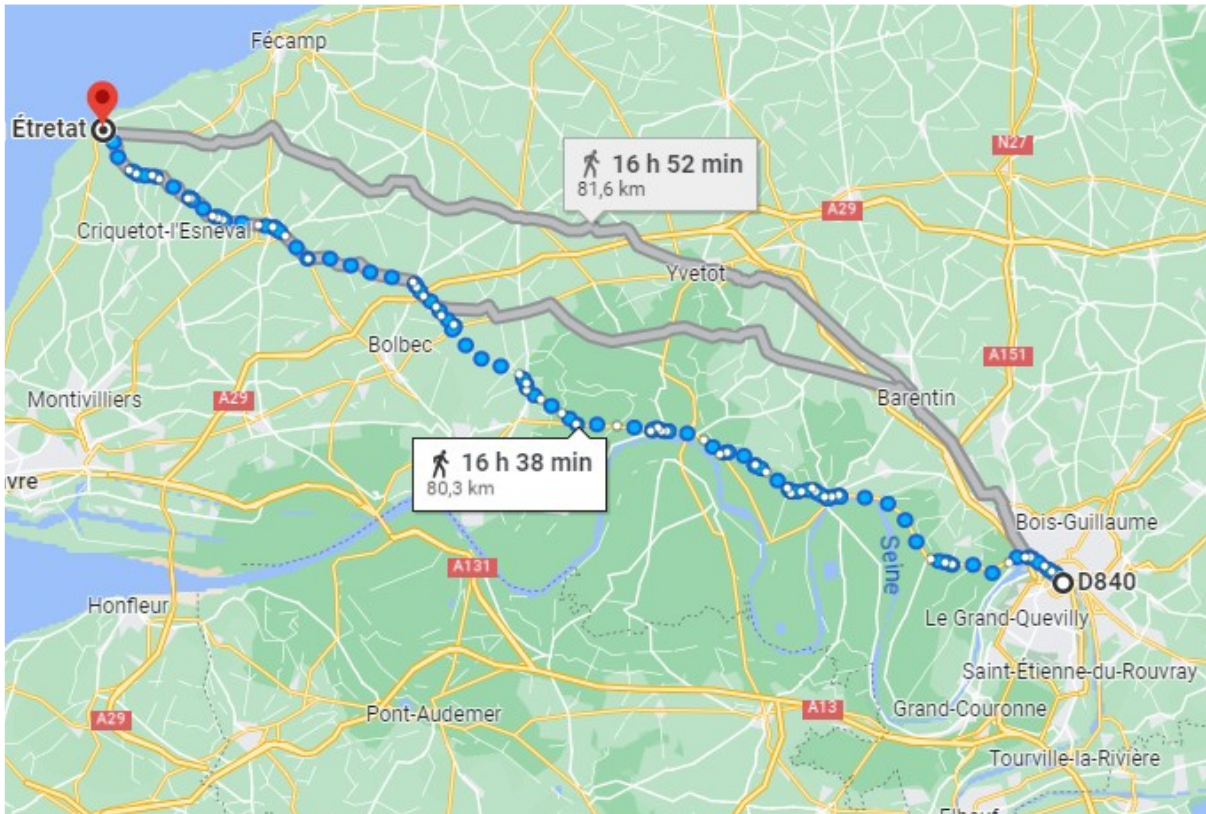 Fécamp
Étretat
16 h 52 min
81,6 km
N27
A29
Criquetot-l'Esneval
Yvetot
Bolbec
A151
Montivilliers
A29
Barentin
16 h 38 min
80,3 km
vre
Bois-Guillaume
Seine
A131
D840
Honfleur
Le Grand-Quevilly
Saint-Étienne-du-Rouvray
A29
Pont-Audemer
A13
Grand-Couronne
Tourville-la-Rivière